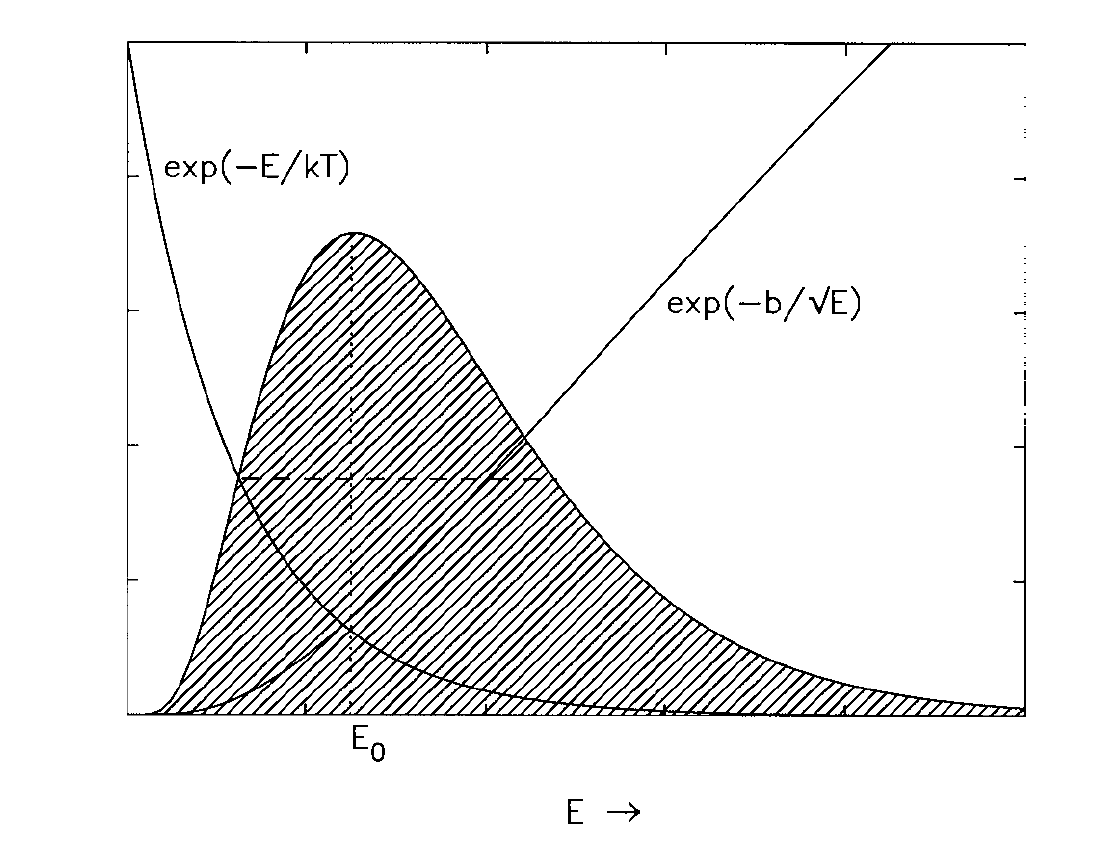 exp(−E/kT)
exp(−b/√E)
E₀
E →